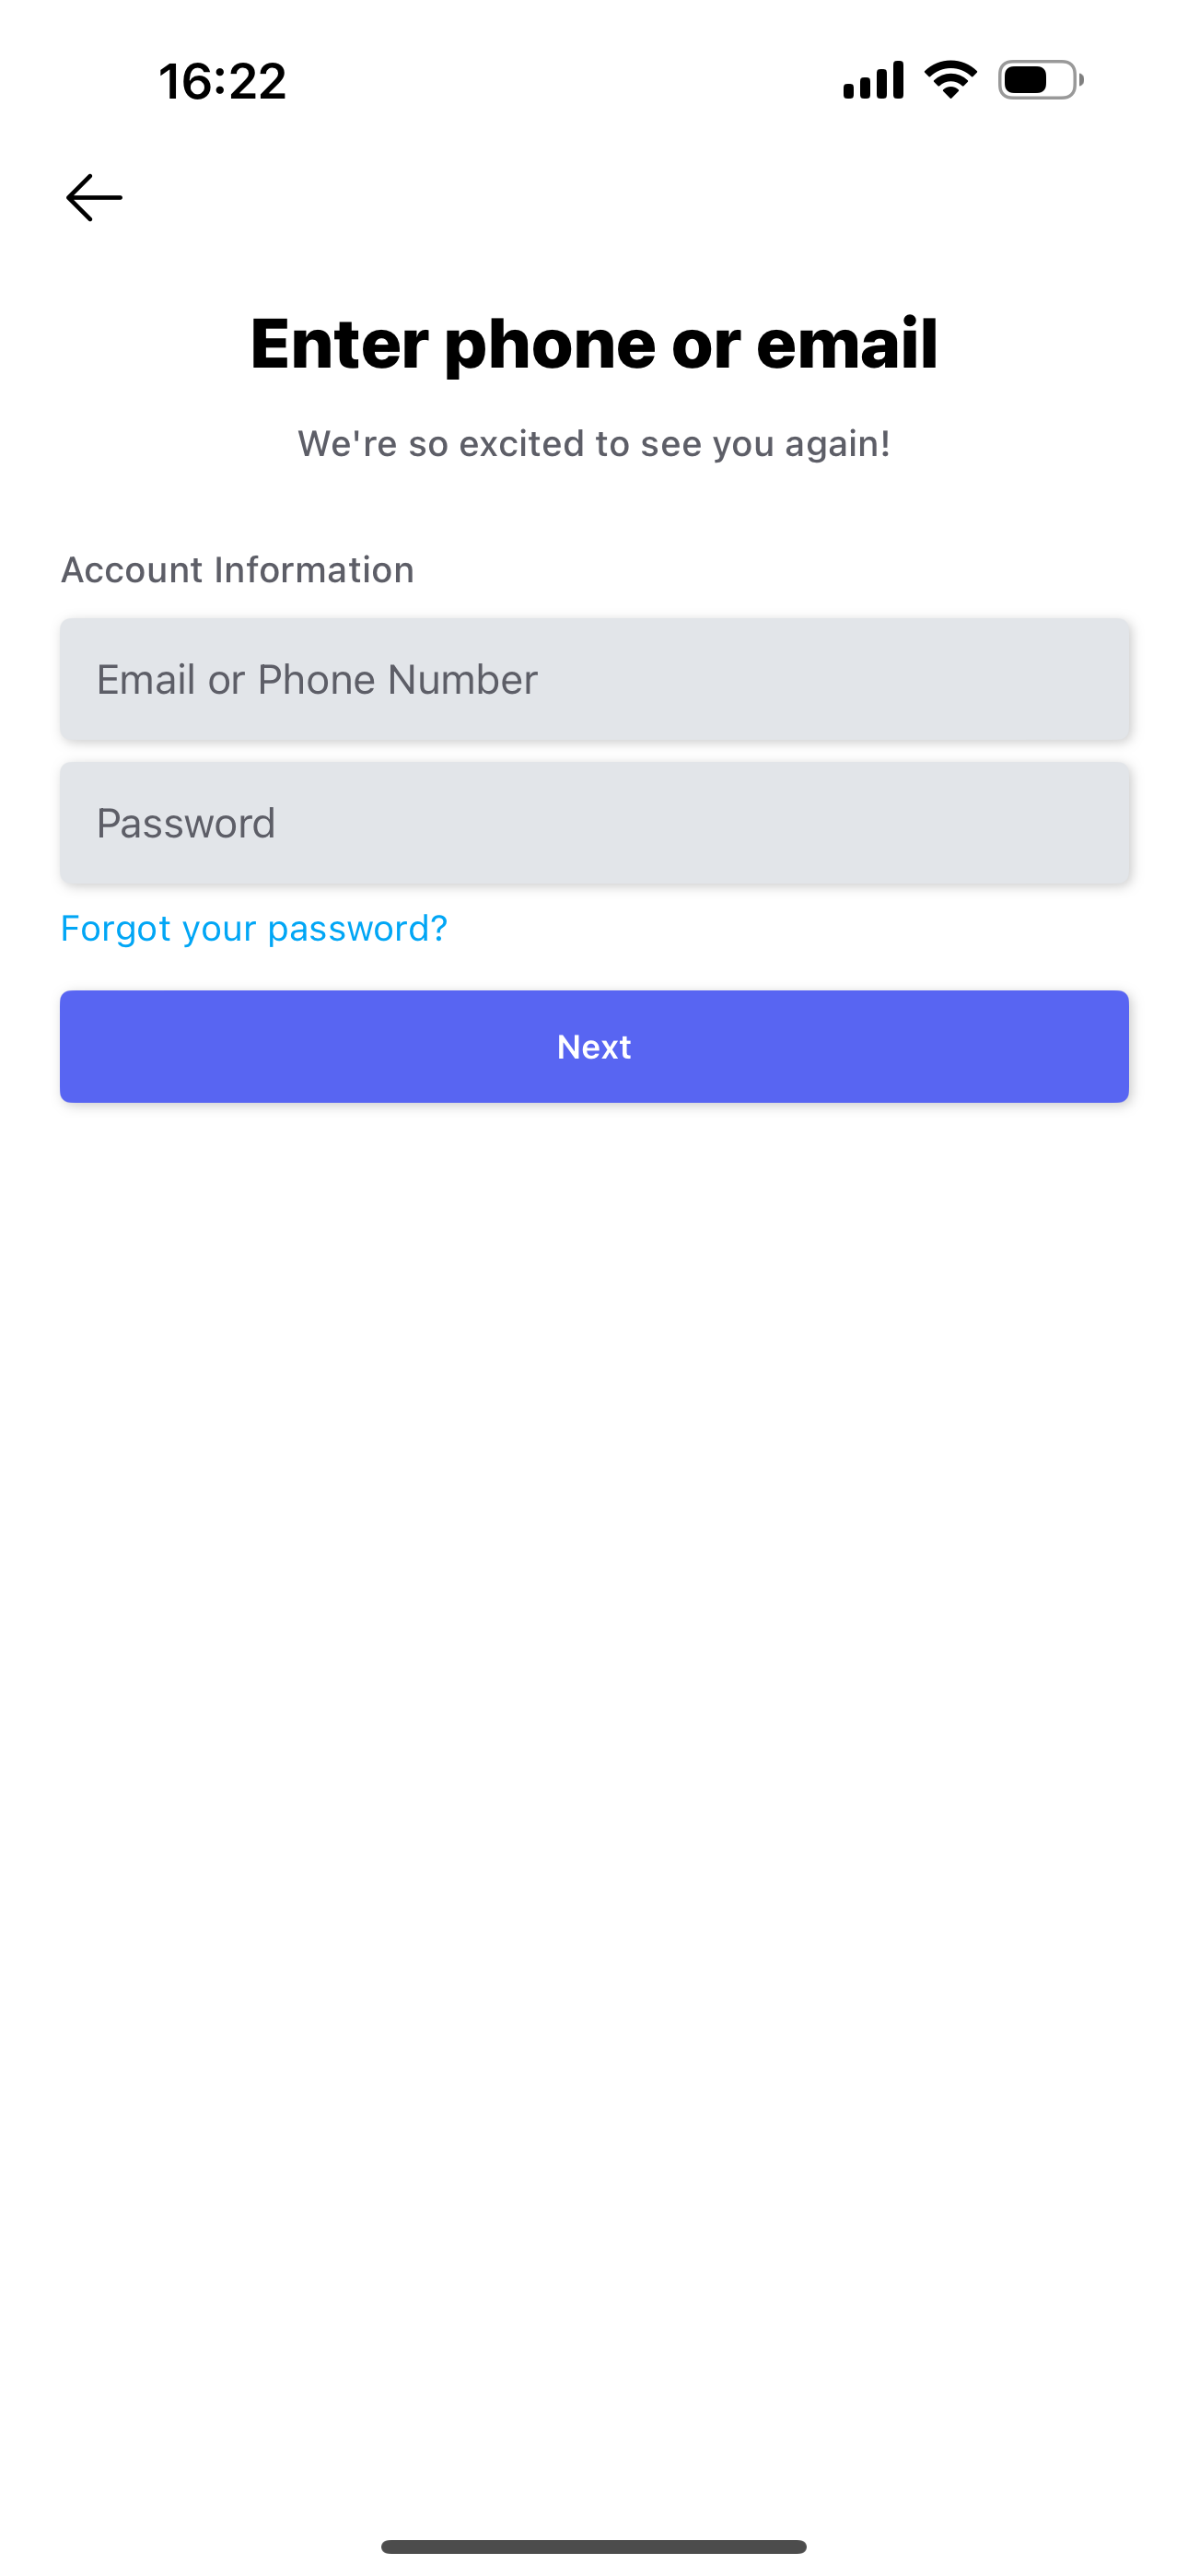 16:22
Enter phone or email
We're so excited to see you again!
Account Information
Email or Phone Number
Password
Forgot your password?
Next